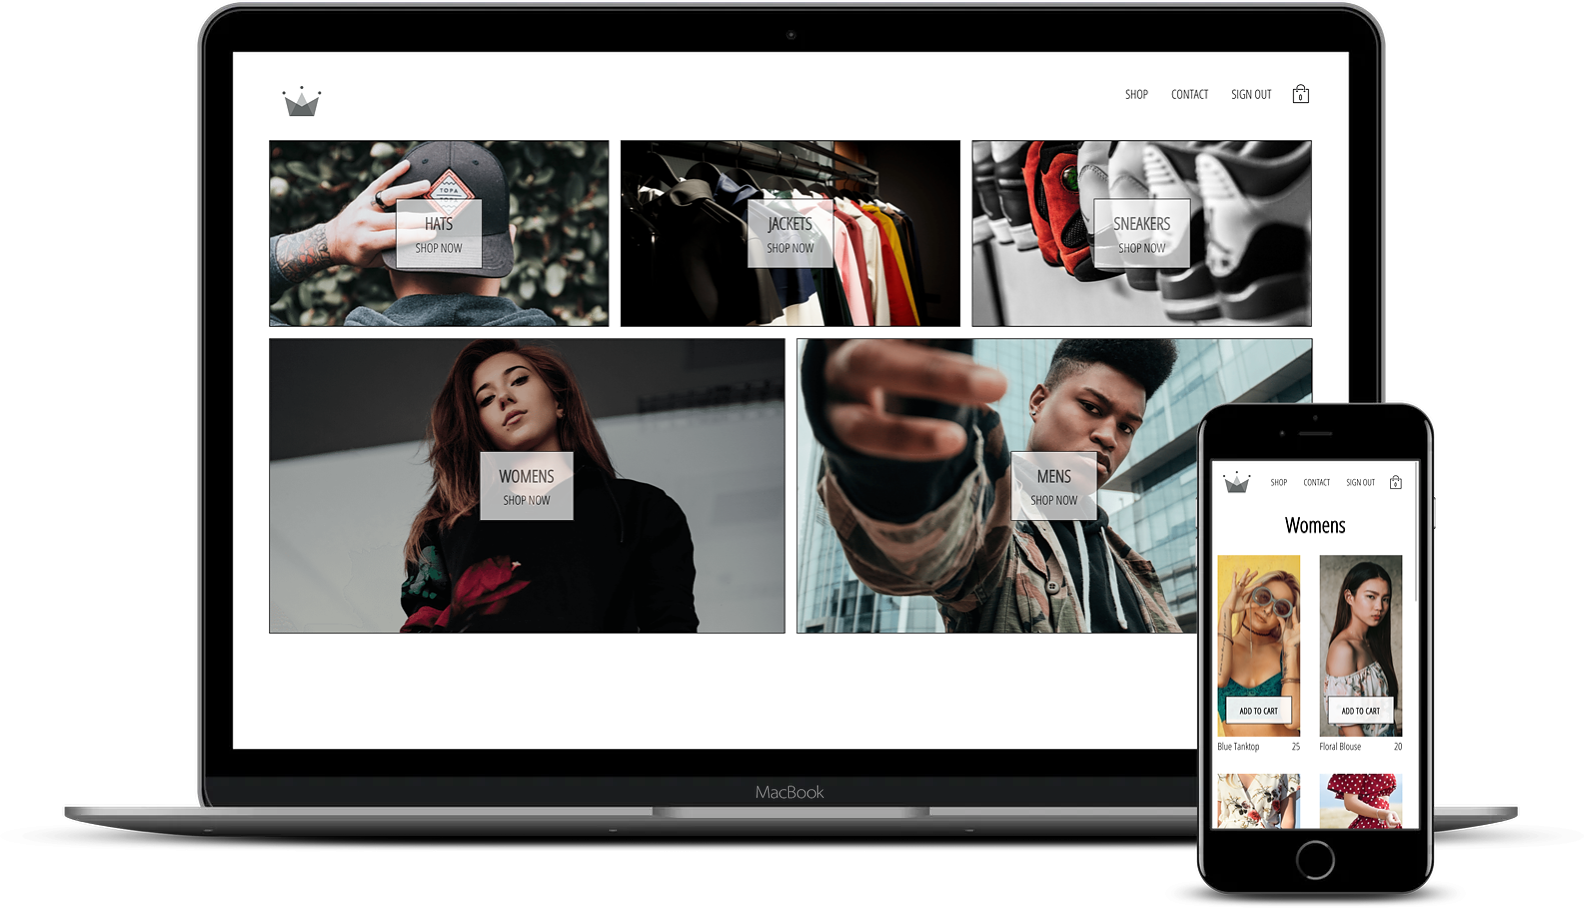 SHOP CONTACT SIGN OUT
0
TOPA
HATS
SHOP NOW
JACKETS
SHOP NOW
SNEAKERS
SHOP NOW
WOMENS
SHOP NOW
MENS
SHOP NOW
MacBook
SHOP CONTACT SIGN OUT
0
Womens
ADD TO CART
ADD TO CART
Blue Tanktop 25
Floral Blouse 20